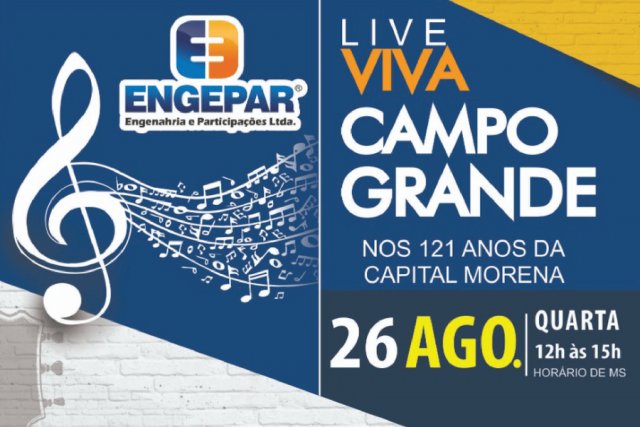 ENGEPAR®
Engenahria e Participações Ltda.
LIVE
VIVA
CAMPO
GRANDE
NOS 121 ANOS DA
CAPITAL MORENA
26 AGO.
QUARTA
12h às 15h
HORÁRIO DE MS